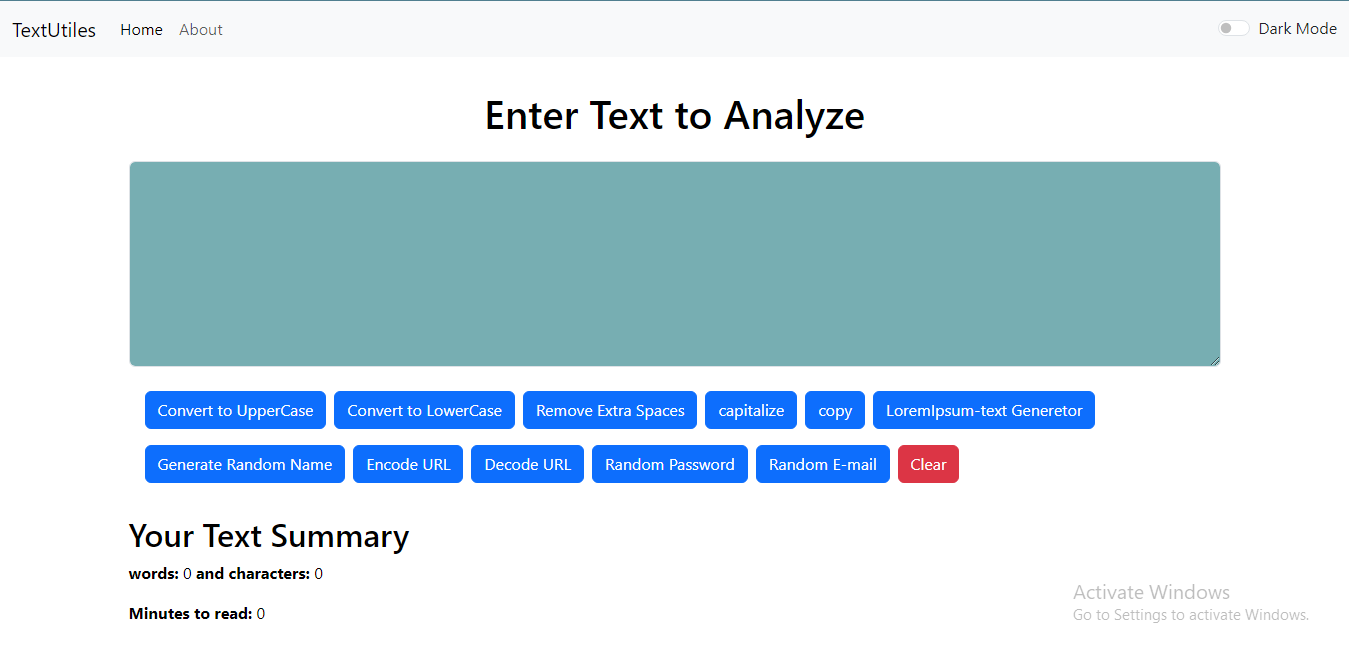 TextUtiles Home About Dark Mode
Enter Text to Analyze
Convert to UpperCase Convert to LowerCase Remove Extra Spaces capitalize copy LoremIpsum-text Generetor
Generate Random Name Encode URL Decode URL Random Password Random E-mail Clear
Your Text Summary
words: 0 and characters: 0
Minutes to read: 0
Activate Windows
Go to Settings to activate Windows.